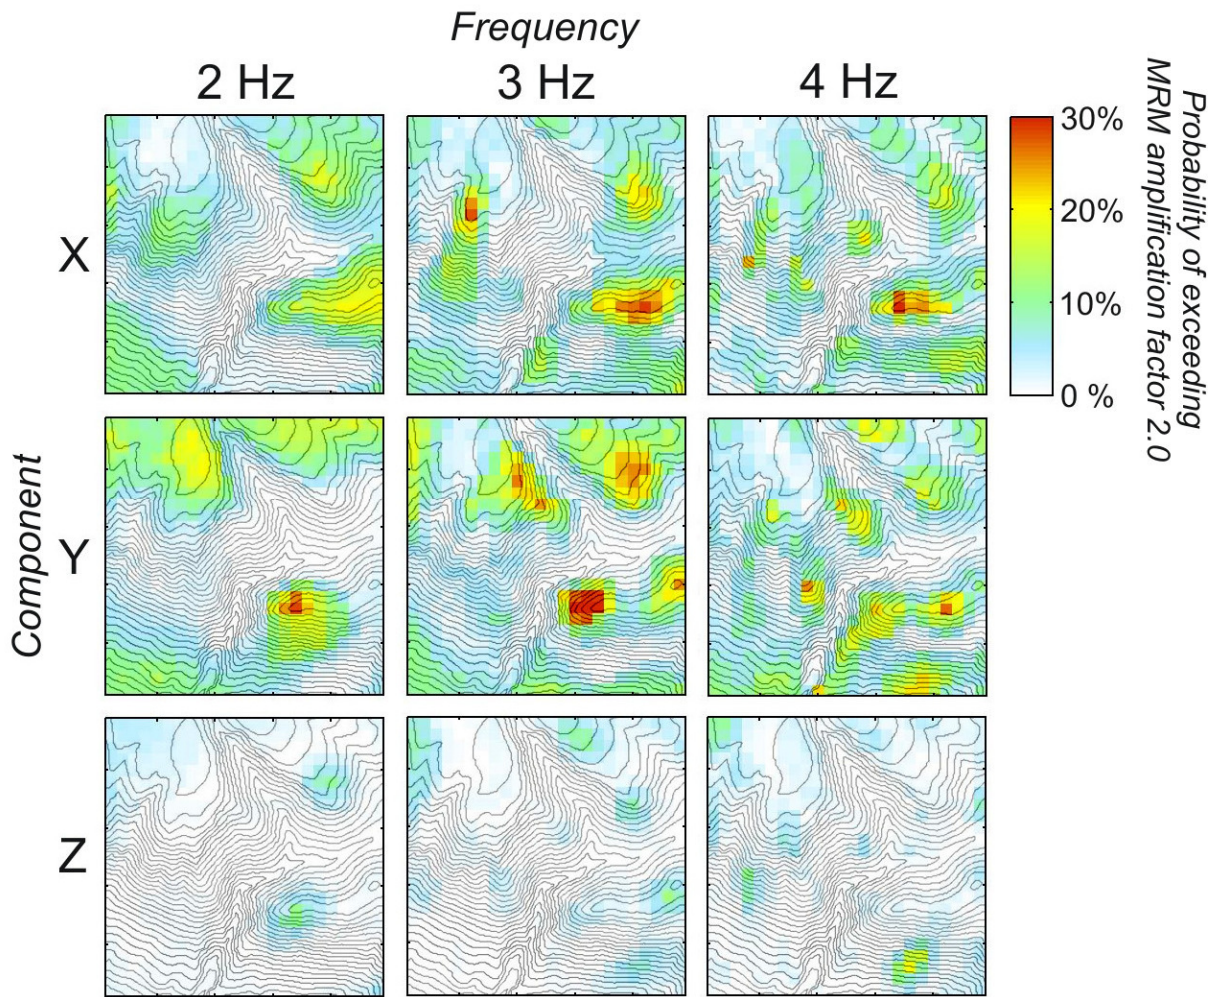 Frequency
2 Hz
3 Hz
4 Hz
X
30%
20%
10%
0 %
Probability of exceeding
MRM amplification factor 2.0
Component
Y
Z